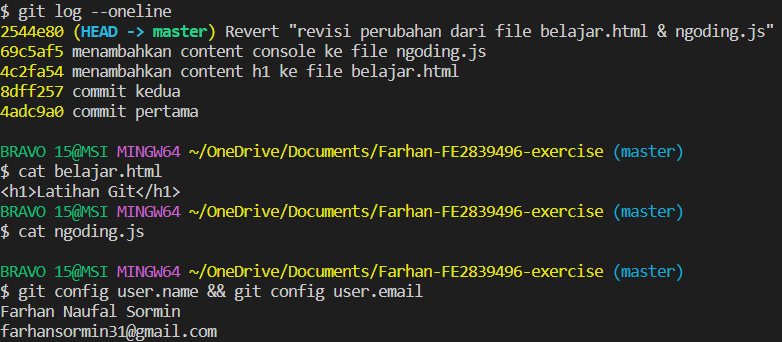 $ git log --oneline
2544e80 (HEAD -> master) Revert "revisi perubahan dari file belajar.html & ngoding.js"
69c5af5 menambahkan content console ke file ngoding.js
4c2fa54 menambahkan content h1 ke file belajar.html
8dff257 commit kedua
4adc9a0 commit pertama
BRAVO 15@MSI MINGW64 ~/OneDrive/Documents/Farhan-FE2839496-exercise (master)
$ cat belajar.html
<h1>Latihan Git</h1>
BRAVO 15@MSI MINGW64 ~/OneDrive/Documents/Farhan-FE2839496-exercise (master)
$ cat ngoding.js
BRAVO 15@MSI MINGW64 ~/OneDrive/Documents/Farhan-FE2839496-exercise (master)
$ git config user.name && git config user.email
Farhan Naufal Sormin
farhansormin31@gmail.com